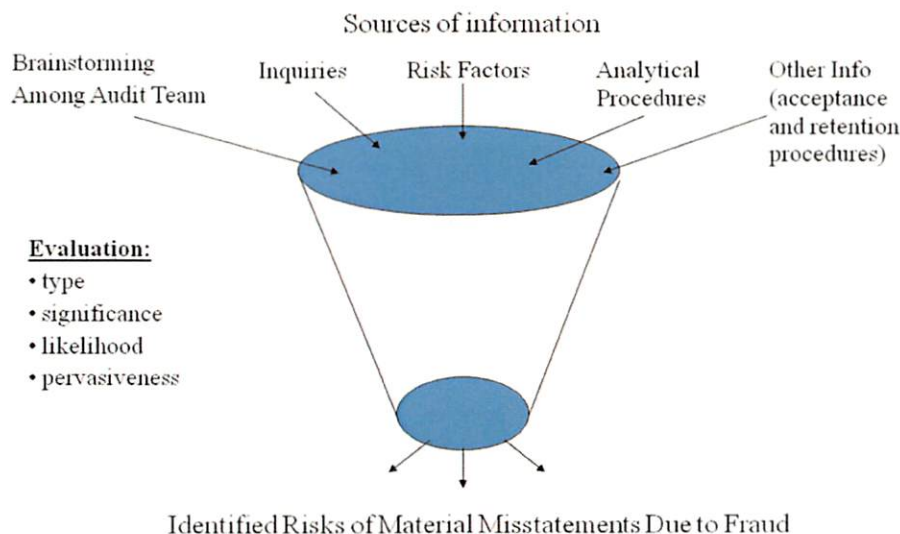 Sources of information
Brainstorming
Among Audit Team
Inquiries
Risk Factors
Analytical
Procedures
Other Info
(acceptance
and retention
procedures)
Evaluation:
• type
• significance
• likelihood
• pervasiveness
Identified Risks of Material Misstatements Due to Fraud